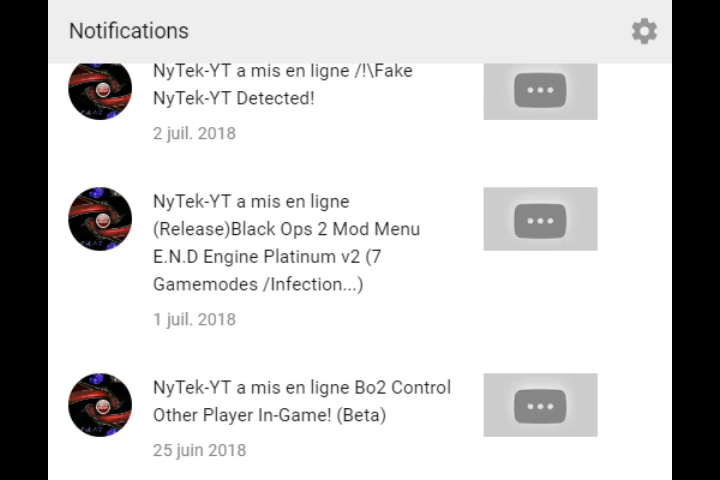 Notifications
NyTek-YT a mis en ligne /!\Fake
NyTek-YT Detected!
2 juil. 2018
NyTek-YT a mis en ligne
(Release)Black Ops 2 Mod Menu
E.N.D Engine Platinum v2 (7
Gamemodes /Infection...)
1 juil. 2018
NyTek-YT a mis en ligne Bo2 Control
Other Player In-Game! (Beta)
25 juin 2018